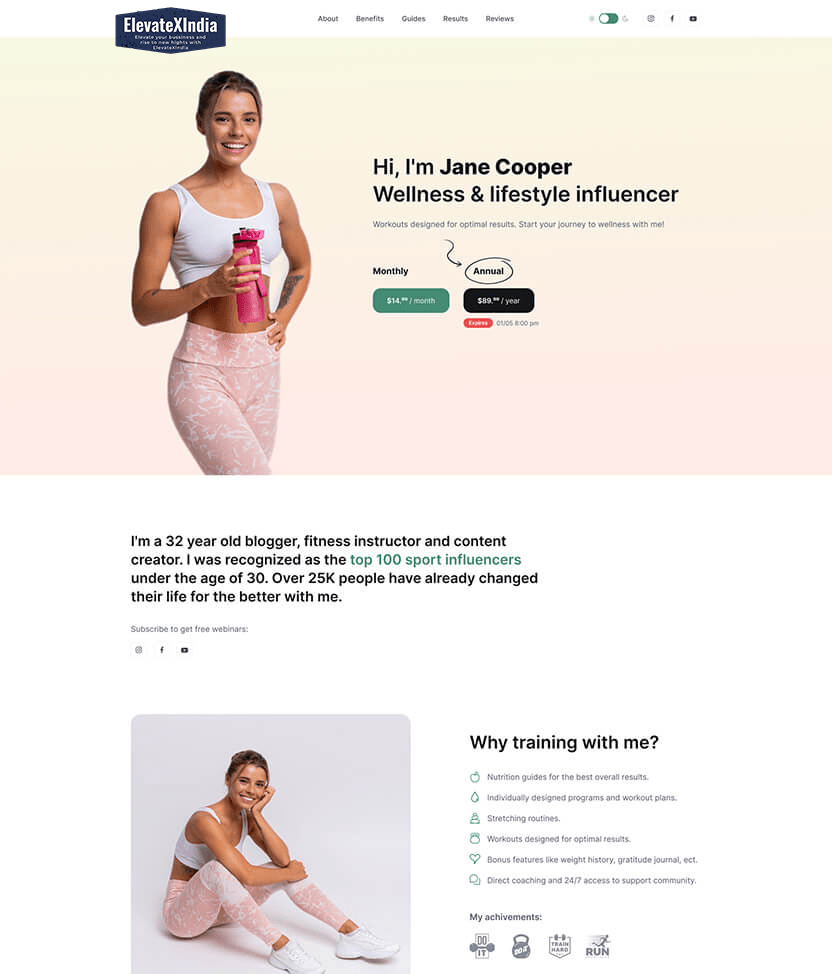 ElevateXIndia
Elevate your bussiness and
rise to new hights with
ElevateXIndia
About Benefits Guides Results Reviews
Hi, I'm Jane Cooper
Wellness & lifestyle influencer
Workouts designed for optimal results. Start your journey to wellness with me!
Monthly Annual
$14.99 / month $89.99 / year
Expires 01/05 8:00 pm
I'm a 32 year old blogger, fitness instructor and content
creator. I was recognized as the top 100 sport influencers
under the age of 30. Over 25K people have already changed
their life for the better with me.
Subscribe to get free webinars:
Why training with me?
Nutrition guides for the best overall results.
Individually designed programs and workout plans.
Stretching routines.
Workouts designed for optimal results.
Bonus features like weight history, gratitude journal, ect.
Direct coaching and 24/7 access to support community.
My achivements:
DO
IT
TRAIN
HARD
RUN